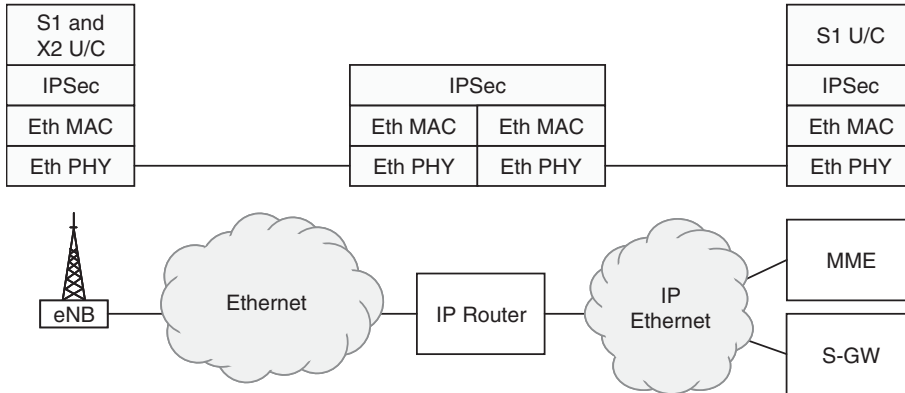 S1 and
X2 U/C
IPSec
Eth MAC
Eth PHY
IPSec
Eth MAC
Eth MAC
Eth PHY
Eth PHY
S1 U/C
IPSec
Eth MAC
Eth PHY
eNB
Ethernet
IP Router
IP
Ethernet
MME
S-GW